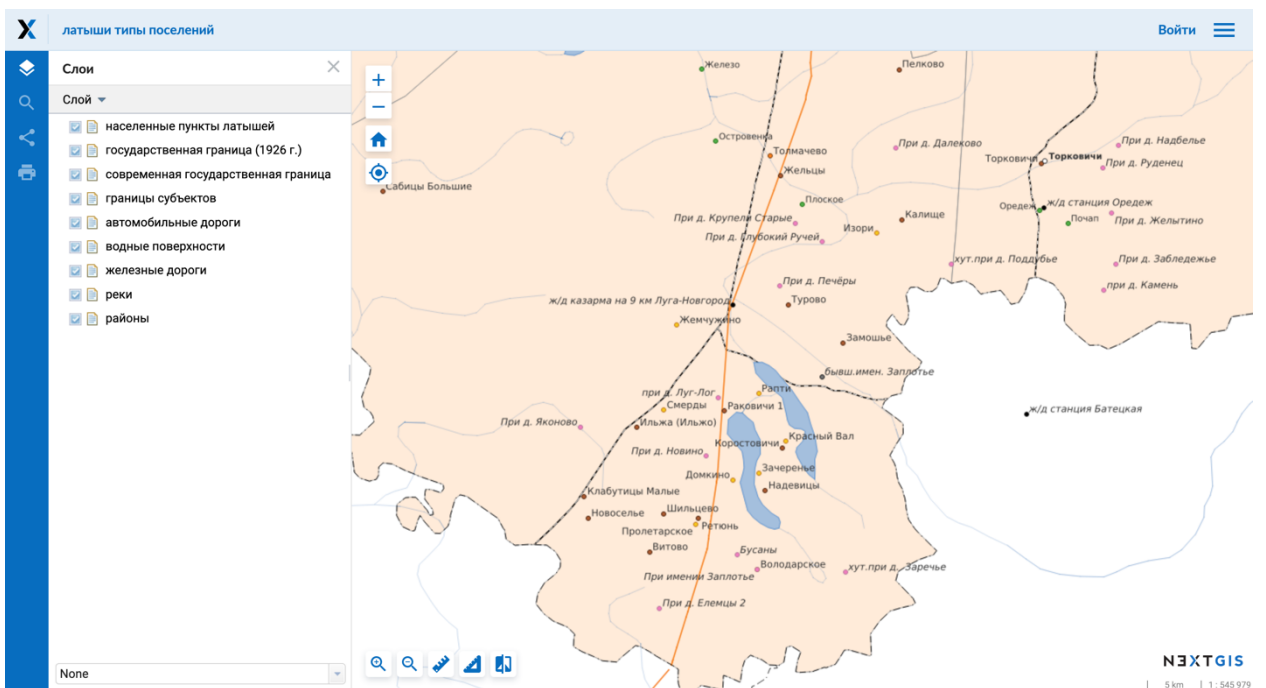 латыши типы поселений
Войти
Слои
Слой
населенные пункты латышей
государственная граница (1926 г.)
современная государственная граница
границы субъектов
автомобильные дороги
водные поверхности
железные дороги
реки
районы
None
Железо
Пелково
Островенка
Толмачево
Жельцы
При д. Далеково
Торковичи
Торковичи
При д. Надбелье
При д. Руденец
Сабицы Большие
Плоское
При д. Крупели Старые
При д. Глубокий Ручей
Изори
Калище
Оредеж
ж/д станция Оредеж
Почап
При д. Желытино
хут.при д. Поддубье
При д. Забледежье
При д. Печёры
при д. Камень
ж/д казарма на 9 км Луга-Новгород
Турово
Жемчужино
Замошье
бывш.имен. Заплотье
при д. Луг-Лог
Рапти
Смерды
Раковичи 1
ж/д станция Батецкая
При д. Яконово
Ильжа (Ильжо)
Коростовичи
Красный Вал
При д. Новино
Домкино
Зачеренье
Надевицы
Клабутицы Малые
Новоселье
Шильцево
Пролетарское
Ретюнь
Витово
Бусаны
Володарское
хут.при д. Заречье
При имении Заплотье
При д. Елемцы 2
NEXTGIS
5 km
1 : 545 979